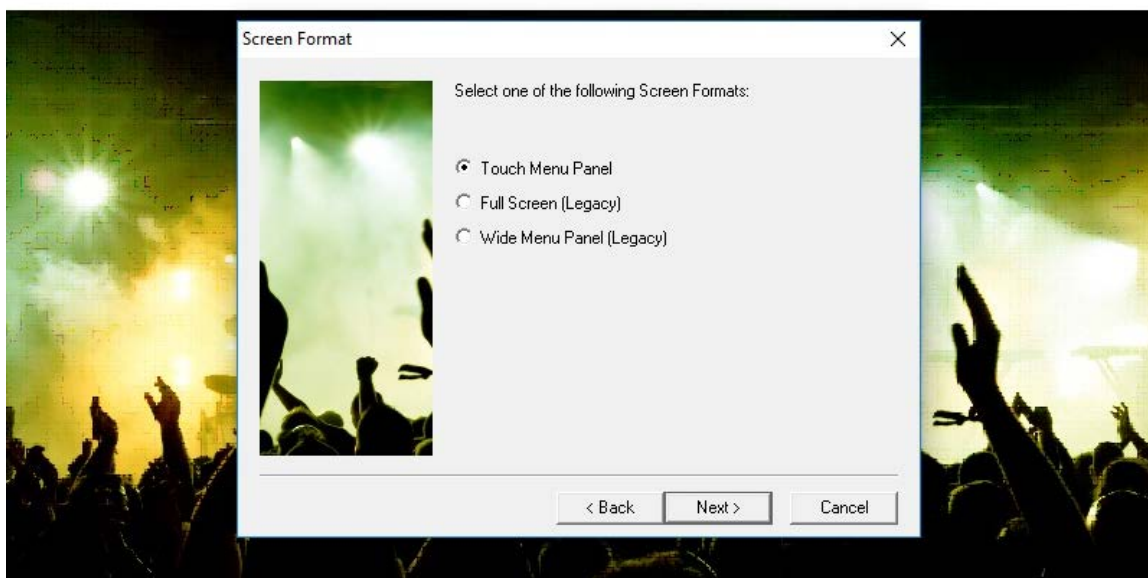 Screen Format
Select one of the following Screen Formats:
Touch Menu Panel
Full Screen (Legacy)
Wide Menu Panel (Legacy)
< Back
Next >
Cancel